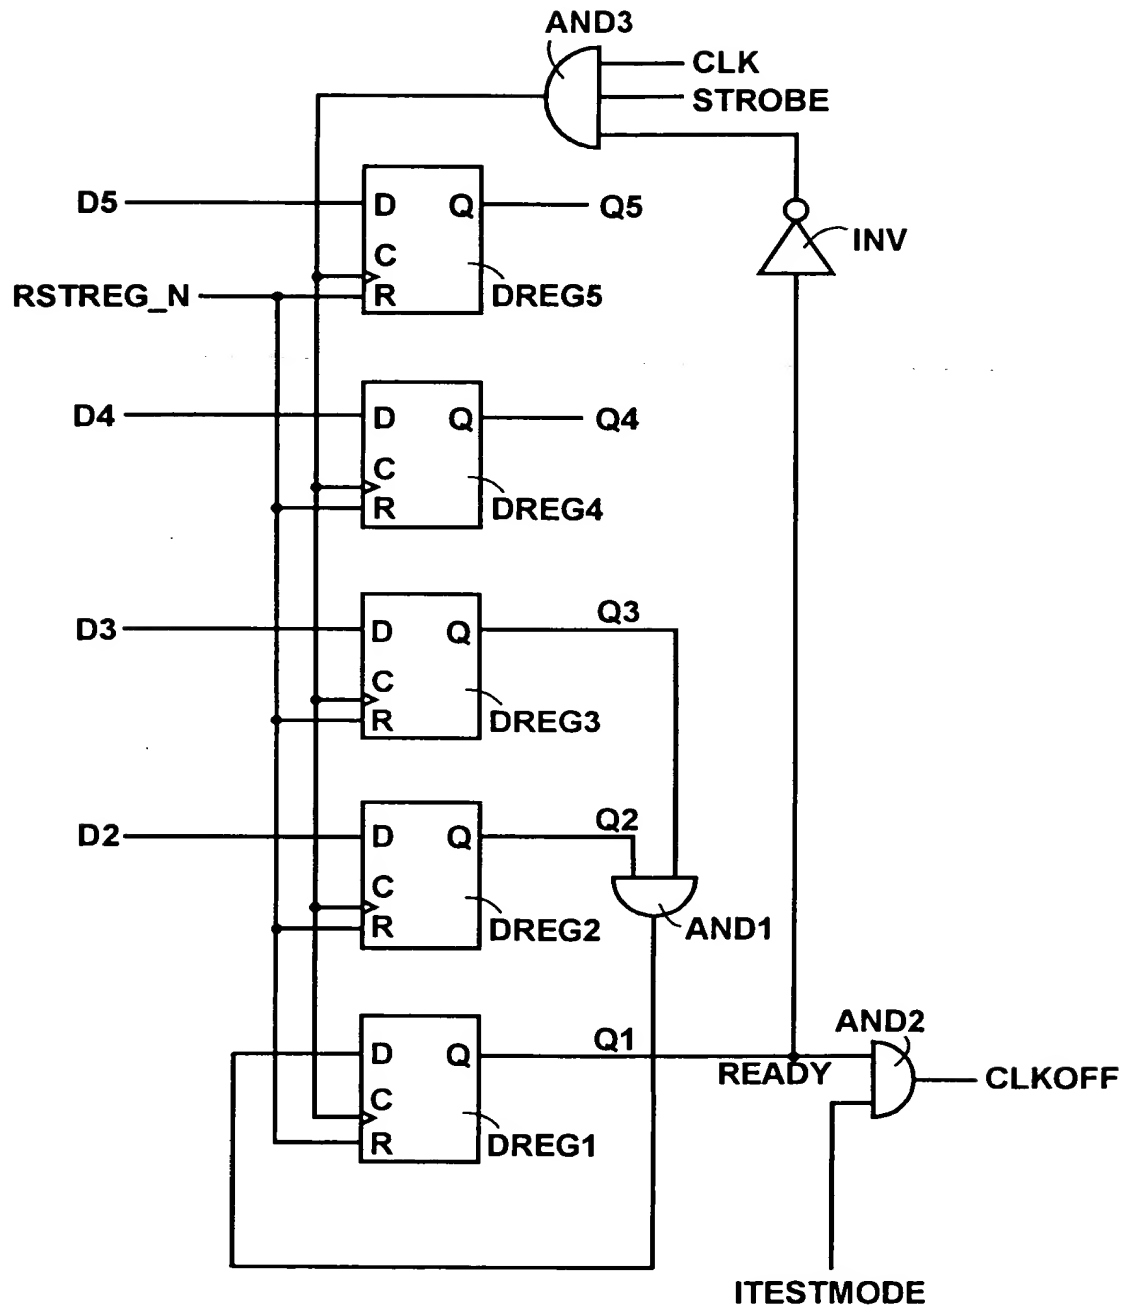 AND3
CLK
STROBE
D5
D Q
Q5
C
INV
RSTREG_N
R
DREG5
D4
D Q
Q4
C
R
DREG4
D3
D Q
Q3
C
R
DREG3
D2
D Q
Q2
C
R
DREG2
AND1
D Q
Q1
READY
AND2
CLKOFF
C
R
DREG1
ITESTMODE